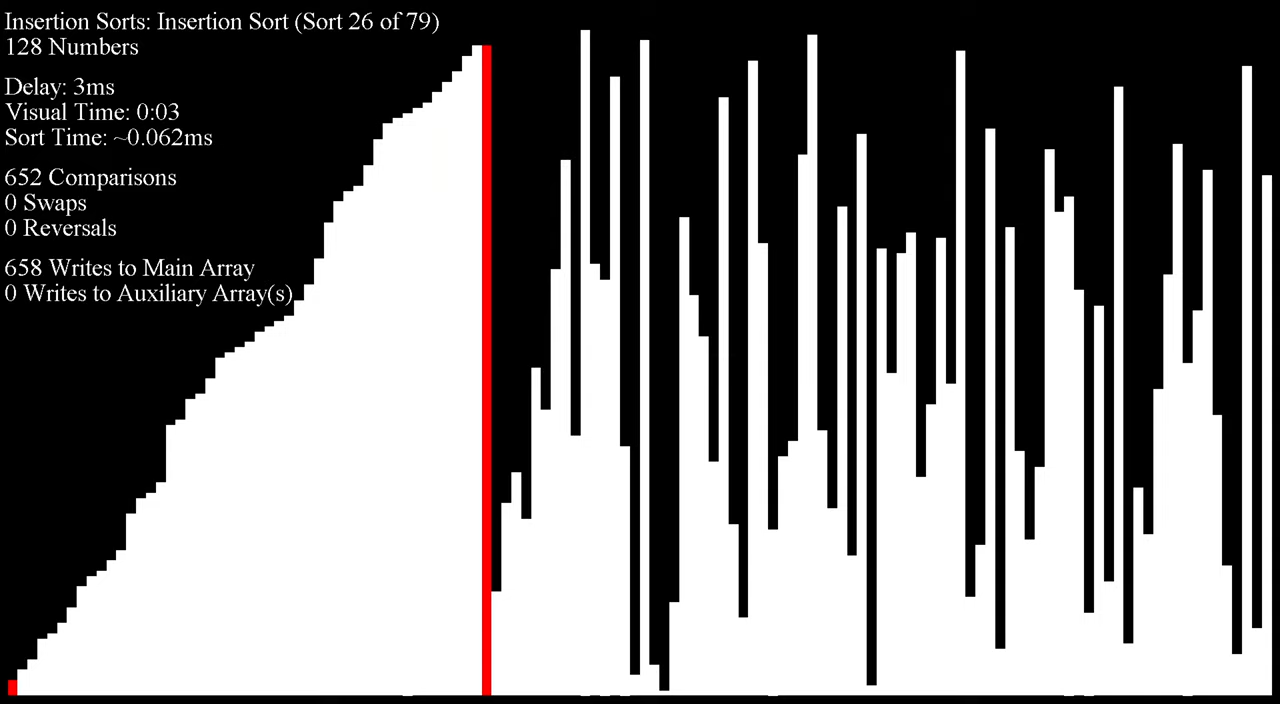 Insertion Sorts: Insertion Sort (Sort 26 of 79)
128 Numbers
Delay: 3ms
Visual Time: 0:03
Sort Time: ~0.062ms
652 Comparisons
0 Swaps
0 Reversals
658 Writes to Main Array
0 Writes to Auxiliary Array(s)